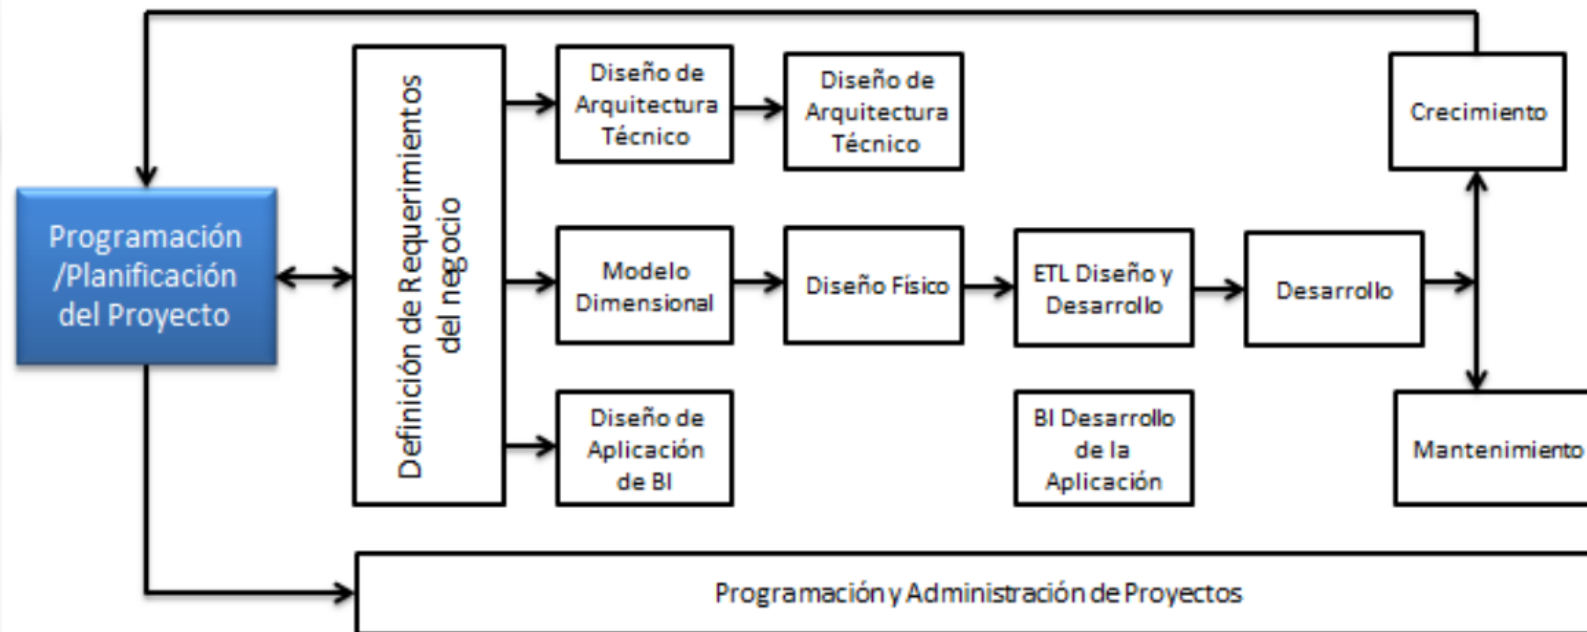 Programación
/Planificación
del Proyecto
Definición de Requerimientos
del negocio
Diseño de
Arquitectura
Técnico
Diseño de
Arquitectura
Técnico
Crecimiento
Modelo
Dimensional
Diseño Físico
ETL Diseño y
Desarrollo
Desarrollo
Diseño de
Aplicación
de BI
BI Desarrollo
de la
Aplicación
Mantenimiento
Programación y Administración de Proyectos